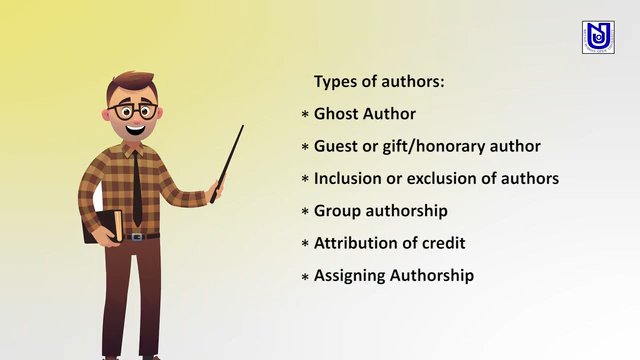 Types of authors:
* Ghost Author
* Guest or gift/honorary author
* Inclusion or exclusion of authors
* Group authorship
* Attribution of credit
* Assigning Authorship